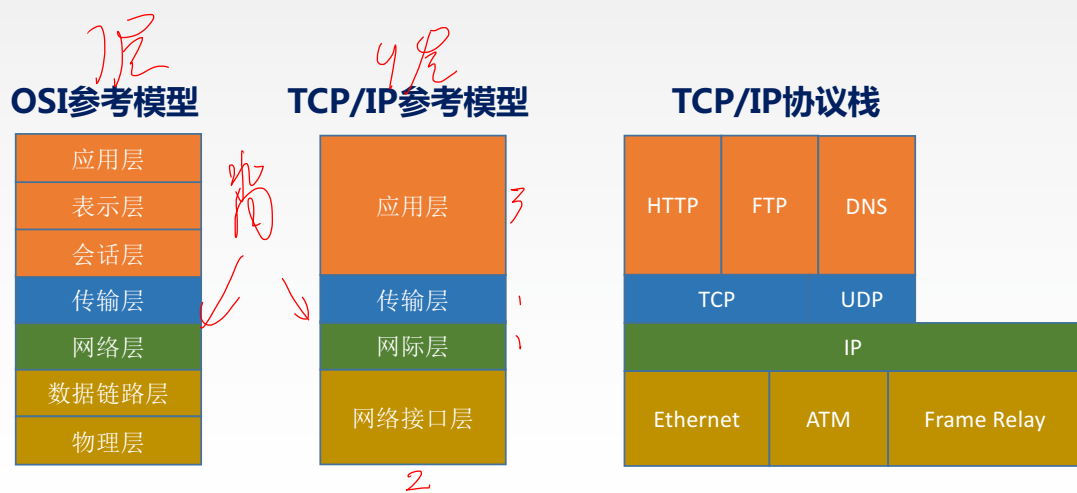 7层
4层
OSI参考模型
TCP/IP参考模型
TCP/IP协议栈
应用层
表示层
会话层
传输层
网络层
数据链路层
物理层
应用层
3
传输层
1
网际层
1
网络接口层
2
HTTP
FTP
DNS
TCP
UDP
IP
Ethernet
ATM
Frame Relay